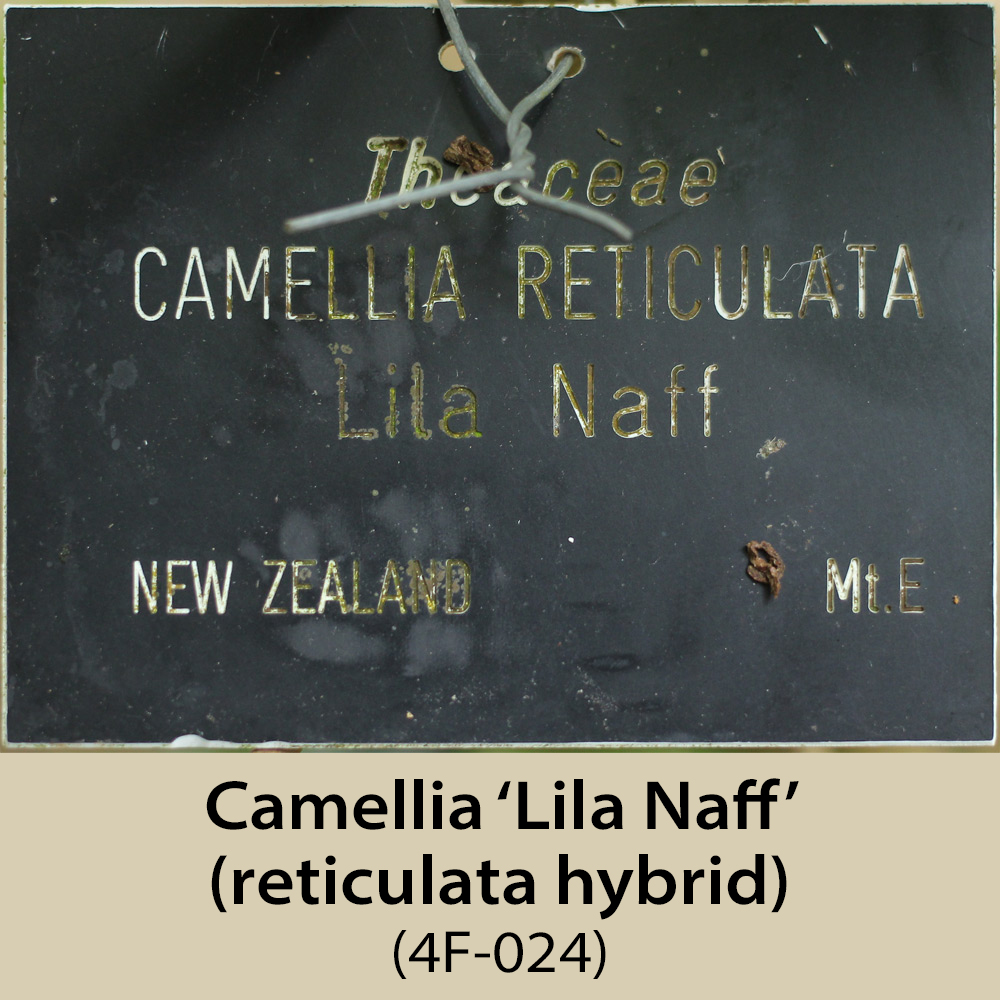 Theaceae
CAMELLIA RETICULATA
Lila Naff
NEW ZEALAND Mt.E
Camellia ‘Lila Naff’
(reticulata hybrid)
(4F-024)